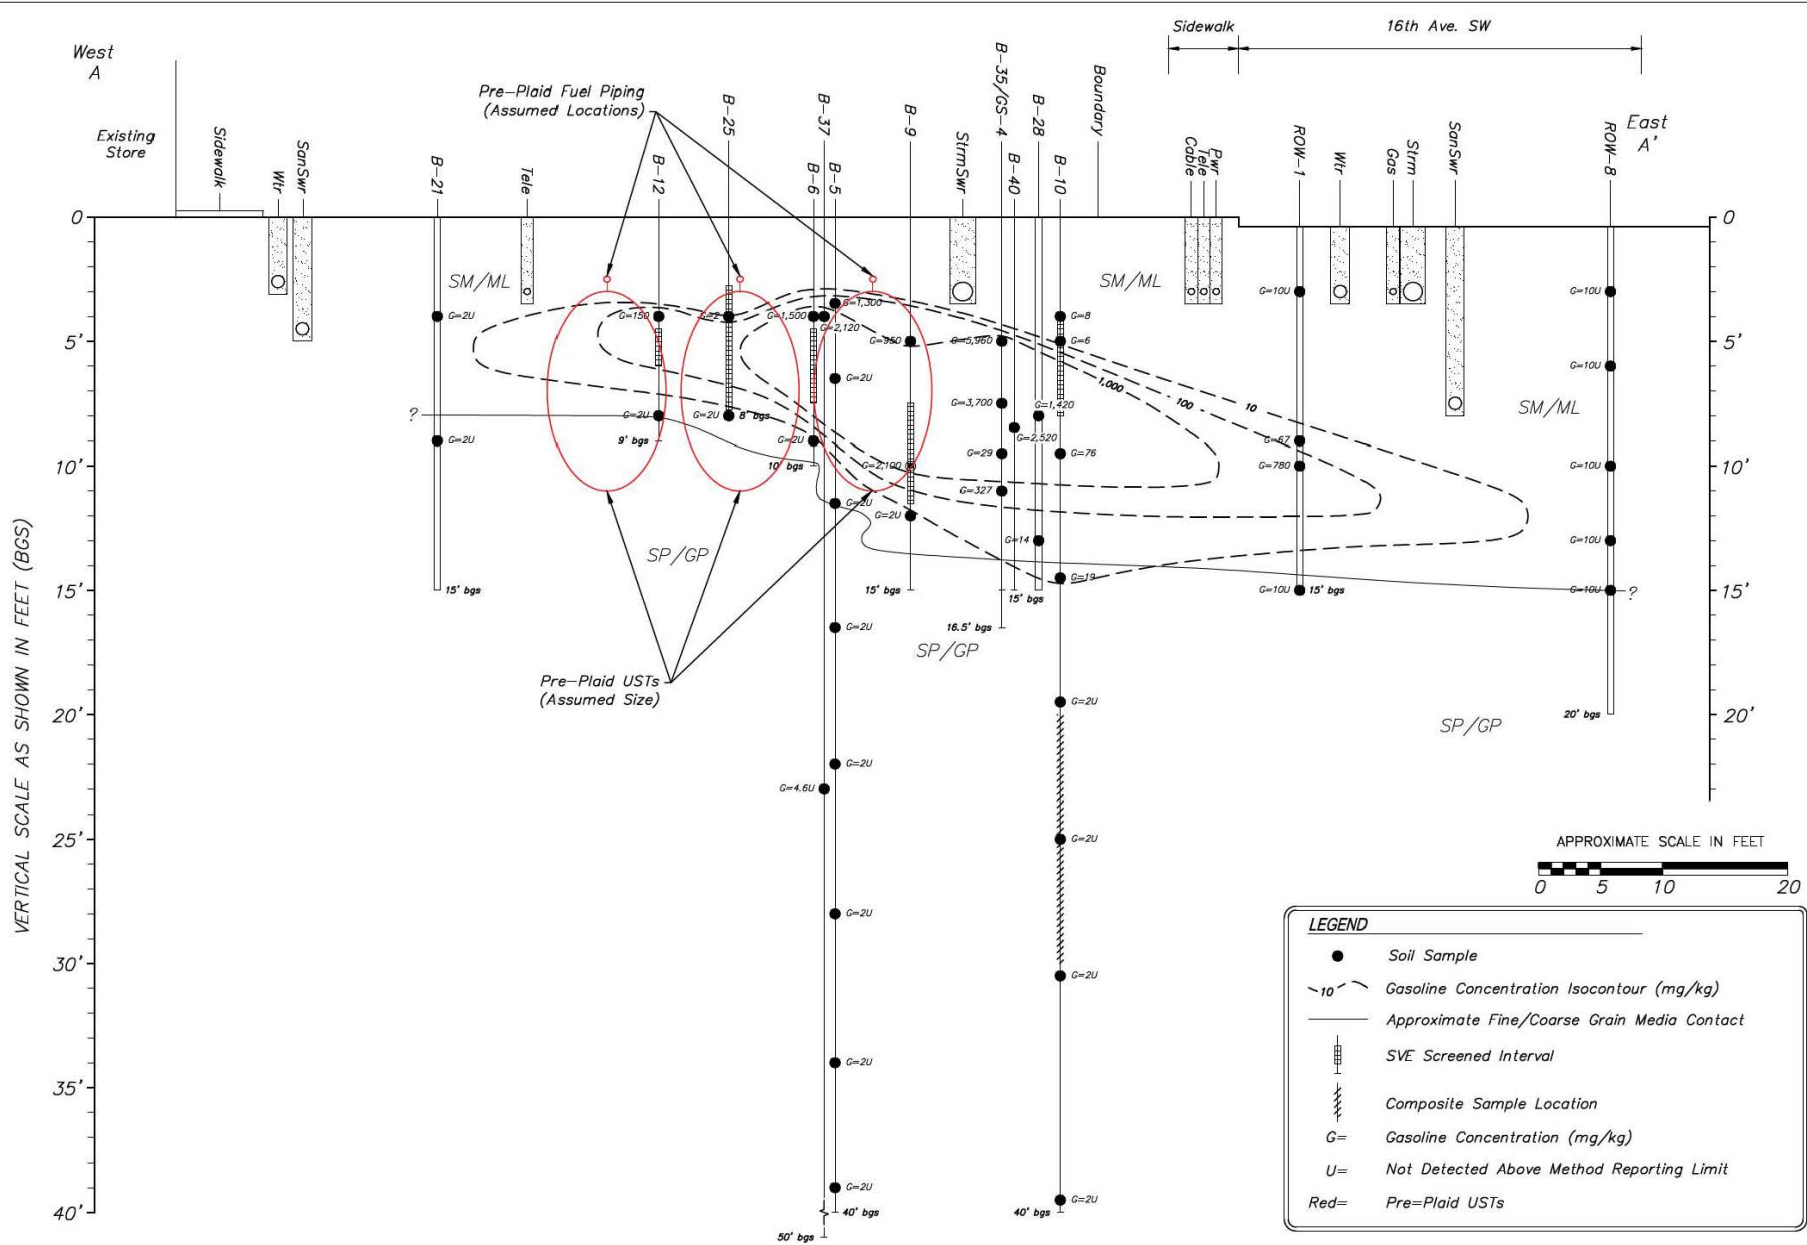 West
A
Existing
Store
Sidewalk
Wtr
SanSwr
B-21
Tele
Pre-Plaid Fuel Piping
(Assumed Locations)
B-12
B-25
B-37
B-6
B-5
B-9
StrmSwr
B-35/GS-4
B-40
B-28
B-10
Boundary
Sidewalk
16th Ave. SW
Cable
Tele
Pwr
ROW-1
Wtr
Gas
Strm
SanSwr
ROW-8
East
A'
VERTICAL SCALE AS SHOWN IN FEET (BGS)
0
5'
10'
15'
20'
25'
30'
35'
40'
0
5'
10'
15'
20'
SM/ML
SM/ML
SM/ML
G=2U
G=2U
15' bgs
?
G=150
G=2U
9' bgs
G=2
G=2U
8' bgs
G=1,500
G=2U
10' bgs
G=2,120
G=4.6U
50' bgs
G=1,300
G=2U
G=2U
G=2U
G=2U
G=2U
G=2U
G=2U
40' bgs
G=950
G=2,100
G=2U
15' bgs
G=5,960
G=3,700
G=29
G=327
16.5' bgs
G=2,520
15' bgs
G=1,420
G=14
G=8
G=6
G=76
G=19
G=2U
G=2U
G=2U
G=2U
40' bgs
1,000
100
10
G=10U
G=67
G=780
G=10U
15' bgs
G=10U
G=10U
G=10U
G=10U
G=10U
?
20' bgs
SP/GP
SP/GP
SP/GP
Pre-Plaid USTs
(Assumed Size)
APPROXIMATE SCALE IN FEET
0 5 10 20
LEGEND
Soil Sample
10 Gasoline Concentration Isocontour (mg/kg)
Approximate Fine/Coarse Grain Media Contact
SVE Screened Interval
Composite Sample Location
G= Gasoline Concentration (mg/kg)
U= Not Detected Above Method Reporting Limit
Red= Pre=Plaid USTs